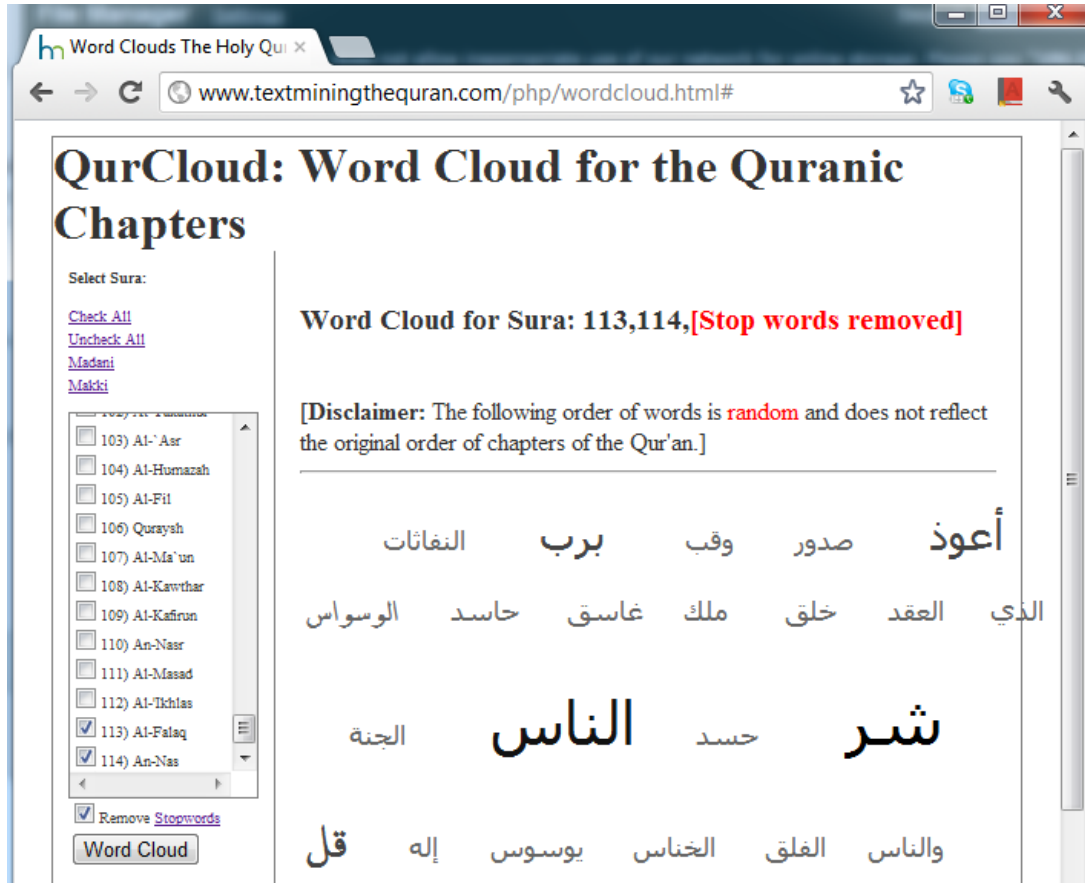 Word Clouds The Holy Qu
www.textminingthequran.com/php/wordcloud.html#
QurCloud: Word Cloud for the Quranic
Chapters
Select Sura:
Check All
Uncheck All
Madani
Makki
103) Al-`Asr
104) Al-Humazah
105) Al-Fil
106) Quraysh
107) Al-Ma`un
108) Al-Kawthar
109) Al-Kafirun
110) An-Nasr
111) Al-Masad
112) Al-'Ikhlas
113) Al-Falaq
114) An-Nas
Remove Stopwords
Word Cloud
Word Cloud for Sura: 113,114,[Stop words removed]
[Disclaimer: The following order of words is random and does not reflect
the original order of chapters of the Qur'an.]
أعوذ صدور وقب برب النفاثات
الذي العقد خلق ملك غاسق حاسد الوسواس
شر حسد الناس الجنة
والناس الفلق الخناس يوسوس إله قل